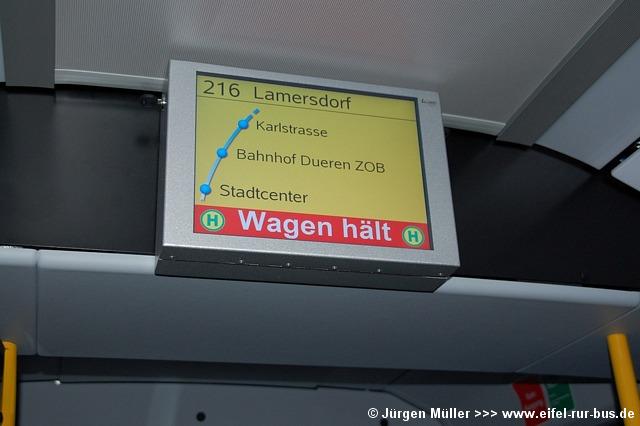 216 Lamersdorf
Karlstrasse
Bahnhof Dueren ZOB
Stadtcenter
H Wagen hält H
© Jürgen Müller >>> www.eifel-rur-bus.de